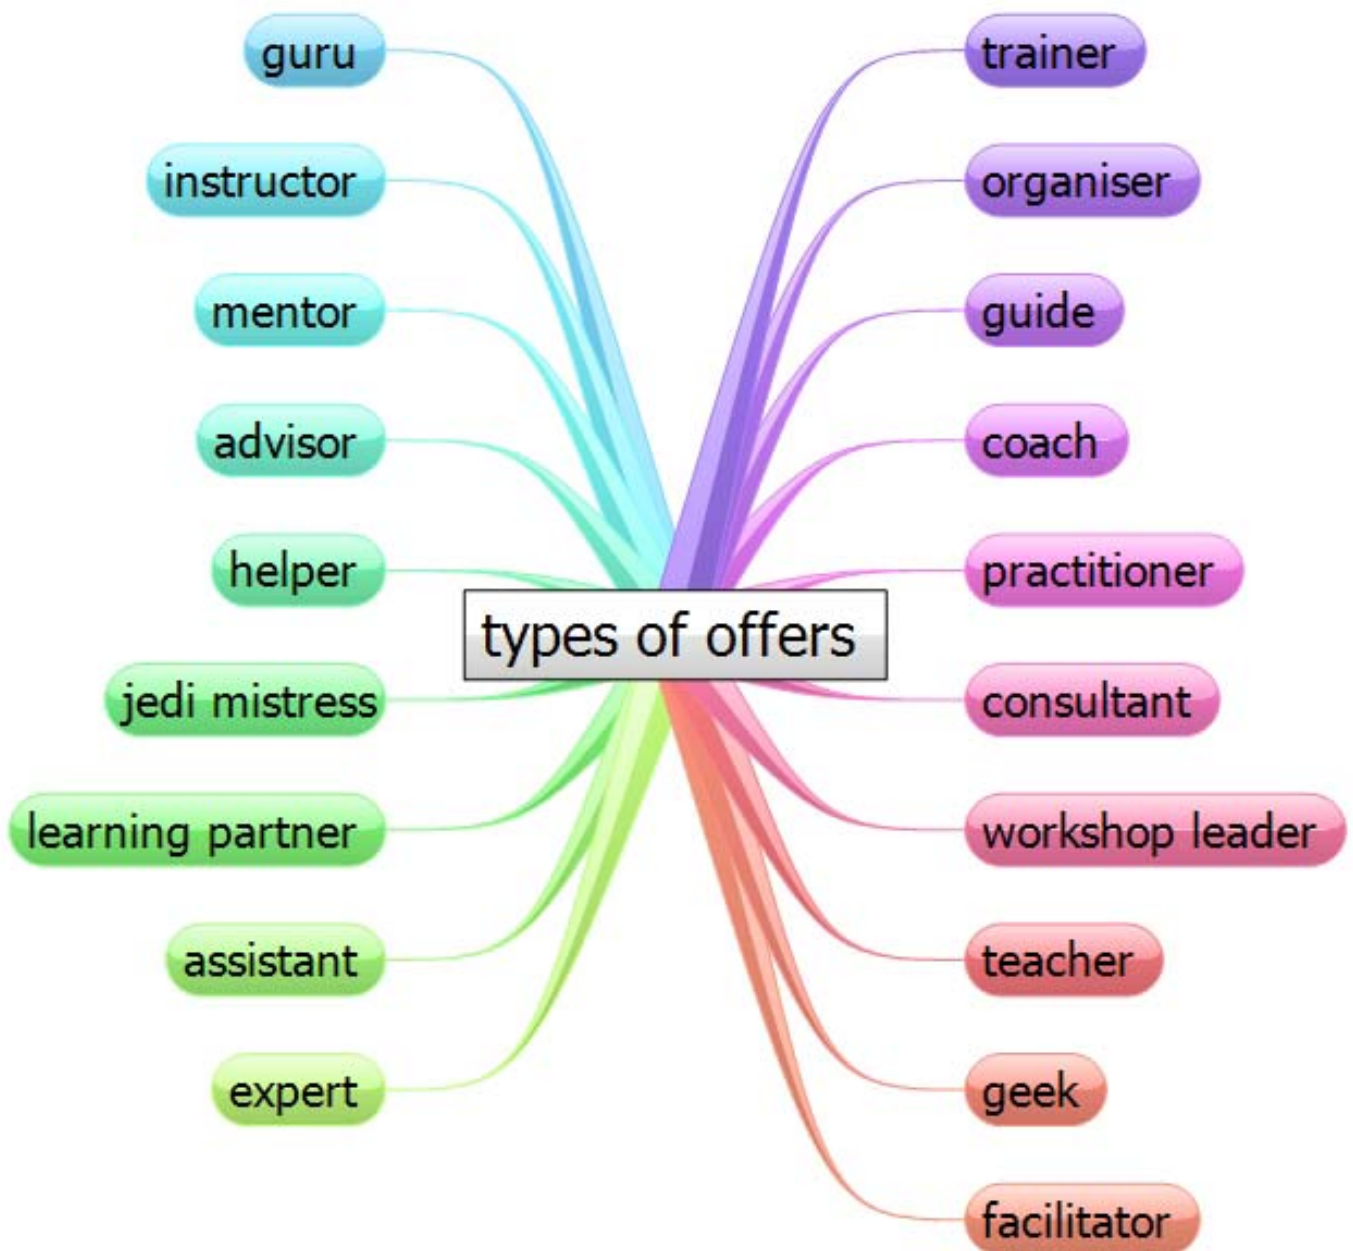 guru
instructor
mentor
advisor
helper
jedi mistress
learning partner
assistant
expert
types of offers
trainer
organiser
guide
coach
practitioner
consultant
workshop leader
teacher
geek
facilitator